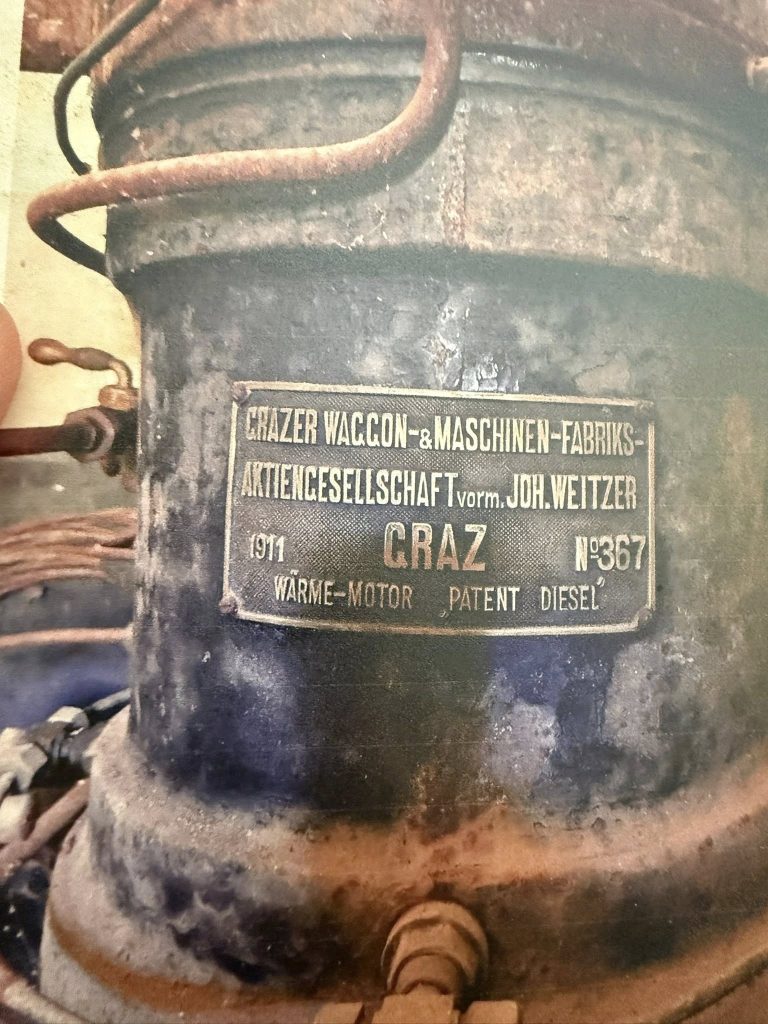 GRAZER WAGGON-&MASCHINEN-FABRIKS-
AKTIENGESELLSCHAFT vorm. JOH. WEITZER
1911 GRAZ Nº367
WÄRME-MOTOR „PATENT DIESEL"